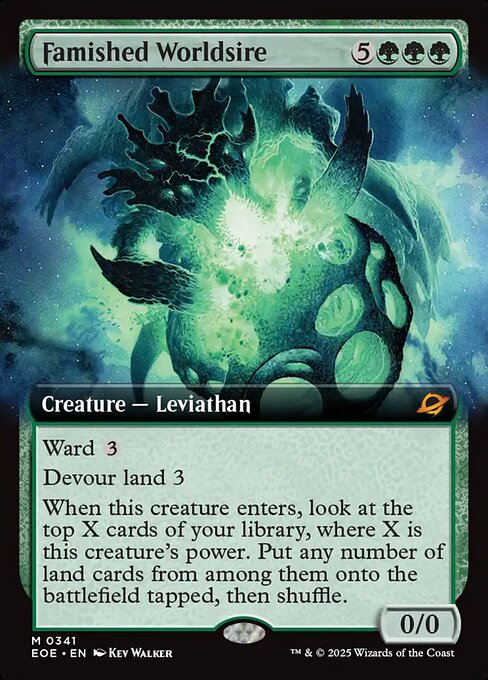 Famished Worldsire 5
Creature — Leviathan
Ward 3
Devour land 3
When this creature enters, look at the
top X cards of your library, where X is
this creature's power. Put any number of
land cards from among them onto the
battlefield tapped, then shuffle.
0/0
M 0341
EOE • EN Kev Walker
™ & © 2025 Wizards of the Coast